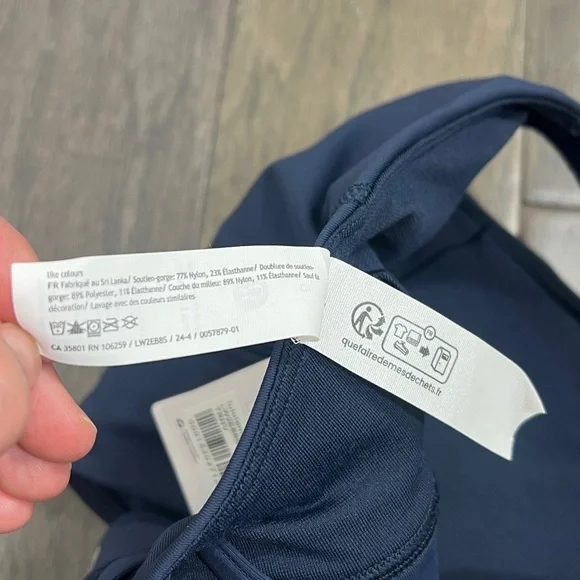 like colours
FR Fabriqué au Sri Lanka/ Soutien-gorge: 77% Nylon, 23% Élasthanne/ Doublure de soutien-
gorge: 89% Polyester, 11% Élasthanne/ Couche du milieu: 89% Nylon, 11% Élasthanne/ Sauf la
décoration/ Lavage avec des couleurs similaires
CA 35801 RN 106259 / LW2EB8S / 24-4 / 0057879-01
FR
quefairedemesdechets.fr